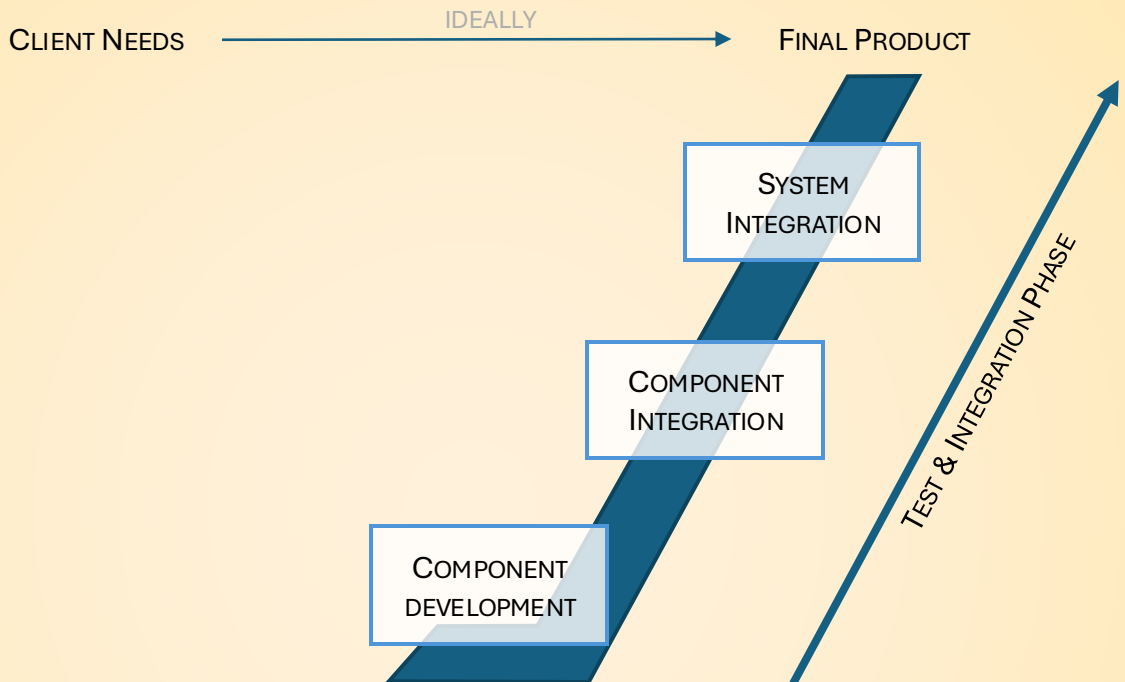 IDEALLY
CLIENT NEEDS
FINAL PRODUCT
SYSTEM
INTEGRATION
COMPONENT
INTEGRATION
TEST & INTEGRATION PHASE
COMPONENT
DEVELOPMENT